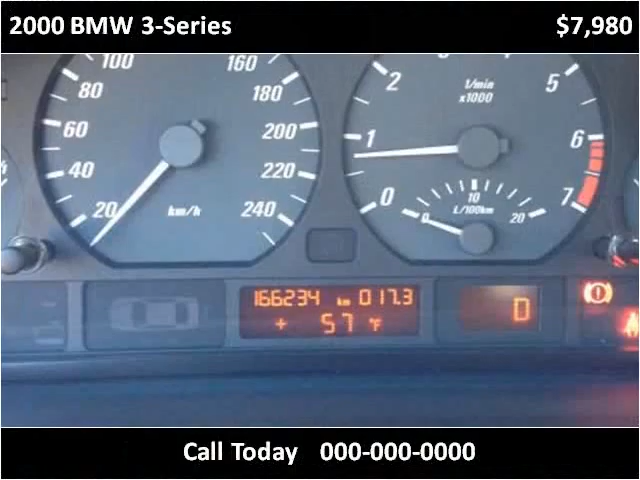 2000 BMW 3-Series $7,980
100 160 3 4
80 180 2 1/min 5
x1000
60 200 1 6
40 220
20 km/h 240 0 10 7
0 L/100km 20
166234 km 017.3
+ 57 °F D
Call Today 000-000-0000